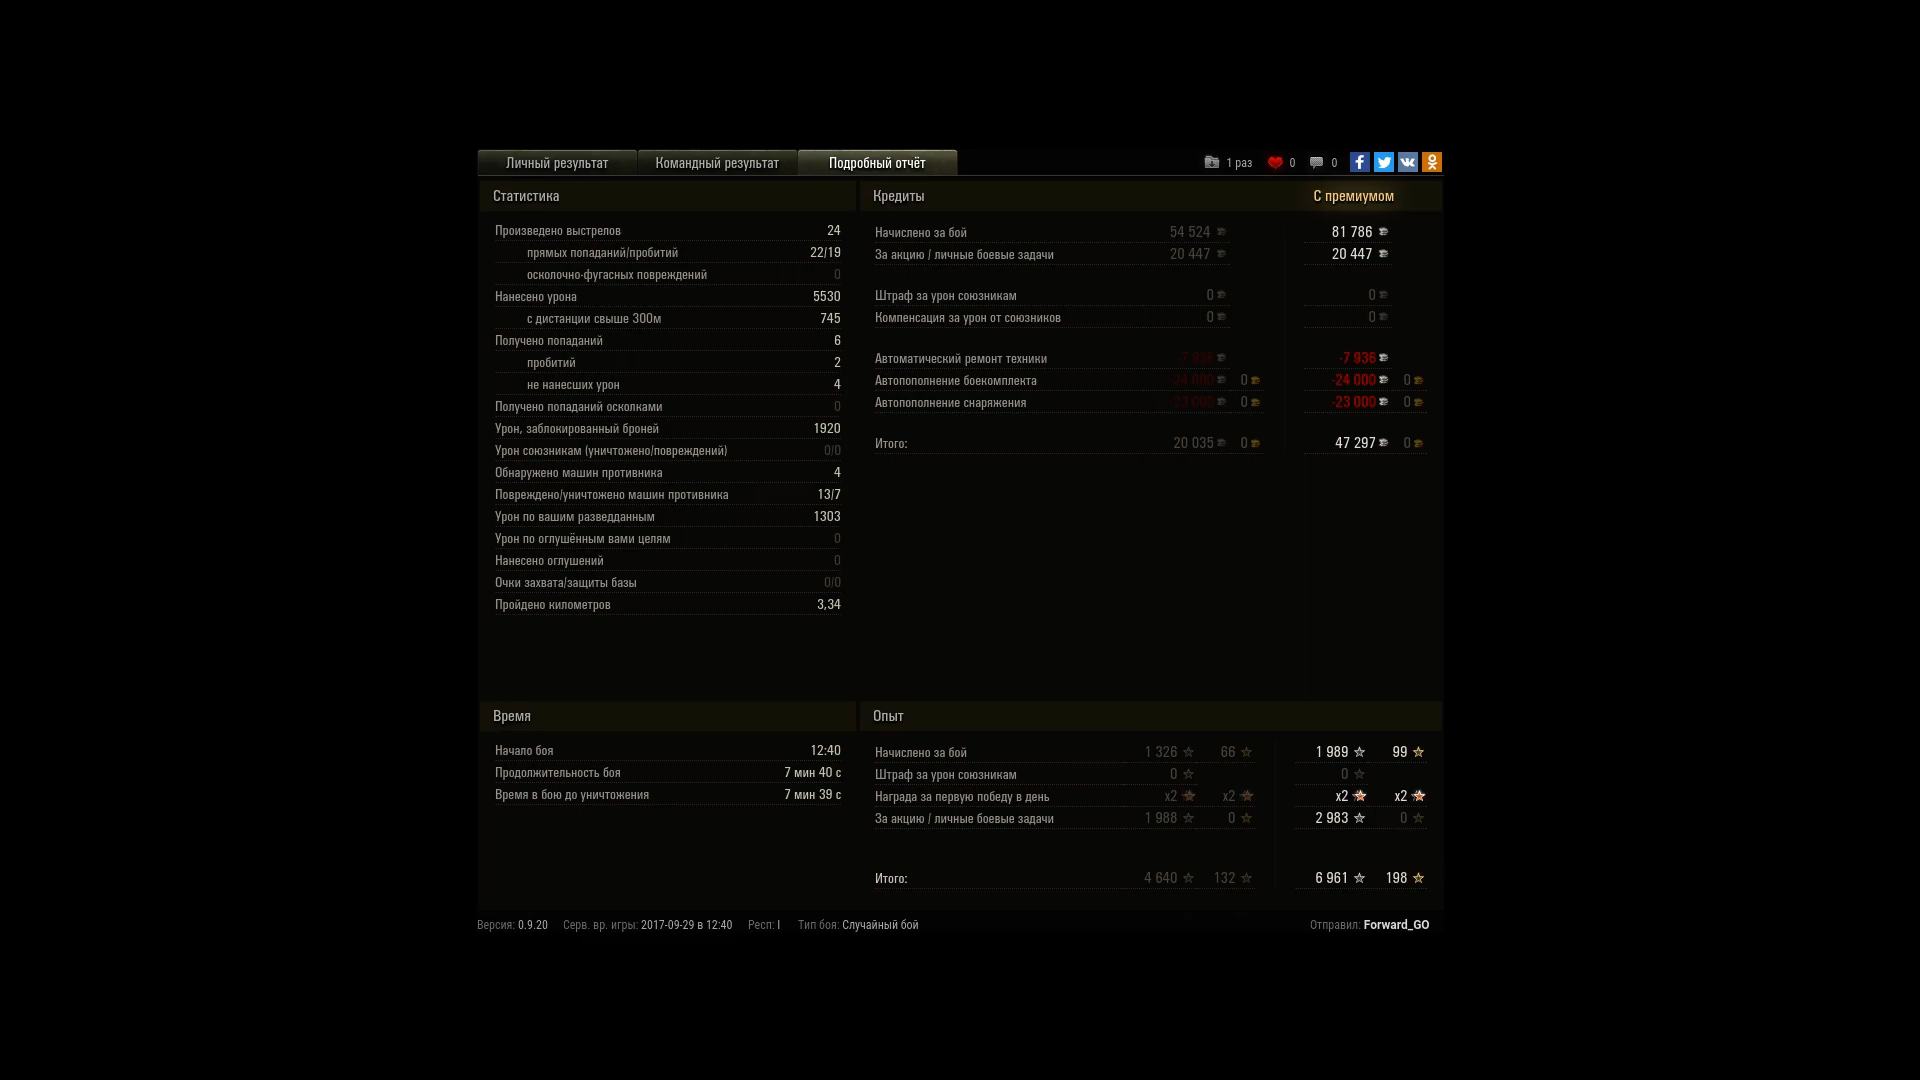 Личный результат Командный результат Подробный отчёт 1 раз 0 0
Статистика
Произведено выстрелов 24
прямых попаданий/пробитий 22/19
осколочно-фугасных повреждений 0
Нанесено урона 5530
с дистанции свыше 300м 745
Получено попаданий 6
пробитий 2
не нанесших урон 4
Получено попаданий осколками 0
Урон, заблокированный броней 1920
Урон союзникам (уничтожено/повреждений) 0/0
Обнаружено машин противника 4
Повреждено/уничтожено машин противника 13/7
Урон по вашим разведданным 1303
Урон по оглушённым вами целям 0
Нанесено оглушений 0
Очки захвата/защиты базы 0/0
Пройдено километров 3,34
Кредиты С премиумом
Начислено за бой 54 524 81 786
За акцию / личные боевые задачи 20 447 20 447
Штраф за урон союзникам 0 0
Компенсация за урон от союзников 0 0
Автоматический ремонт техники -7 936 -7 936
Автопополнение боекомплекта -24 000 0 -24 000 0
Автопополнение снаряжения -23 000 0 -23 000 0
Итого: 20 035 0 47 297 0
Время
Начало боя 12:40
Продолжительность боя 7 мин 40 с
Время в бою до уничтожения 7 мин 39 с
Опыт
Начислено за бой 1 326 66 1 989 99
Штраф за урон союзникам 0 0
Награда за первую победу в день x2 x2 x2 x2
За акцию / личные боевые задачи 1 988 0 2 983 0
Итого: 4 640 132 6 961 198
Версия: 0.9.20 Серв. вр. игры: 2017-09-29 в 12:40 Респ: I Тип боя: Случайный бой Отправил: Forward_GO